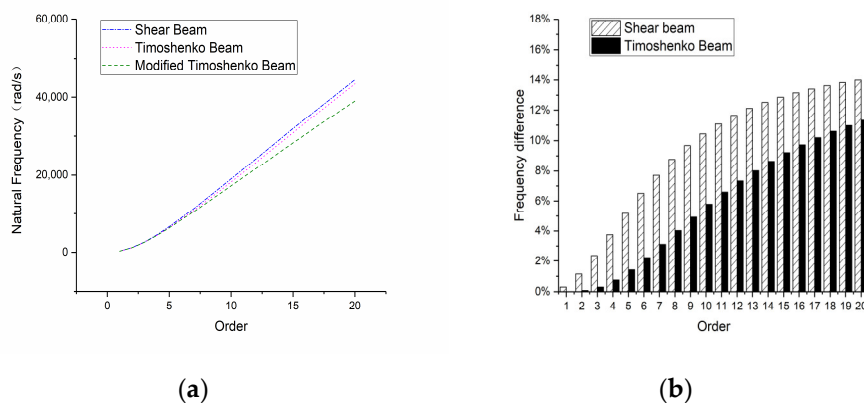 60,000
40,000
20,000
0
Natural Frequency（rad/s）
Shear Beam
Timoshenko Beam
Modified Timoshenko Beam
0 5 10 15 20
Order
(a)
18%
16%
14%
12%
10%
8%
6%
4%
2%
0%
Frequency difference
Shear beam
Timoshenko Beam
1 2 3 4 5 6 7 8 9 10 11 12 13 14 15 16 17 18 19 20
Order
(b)